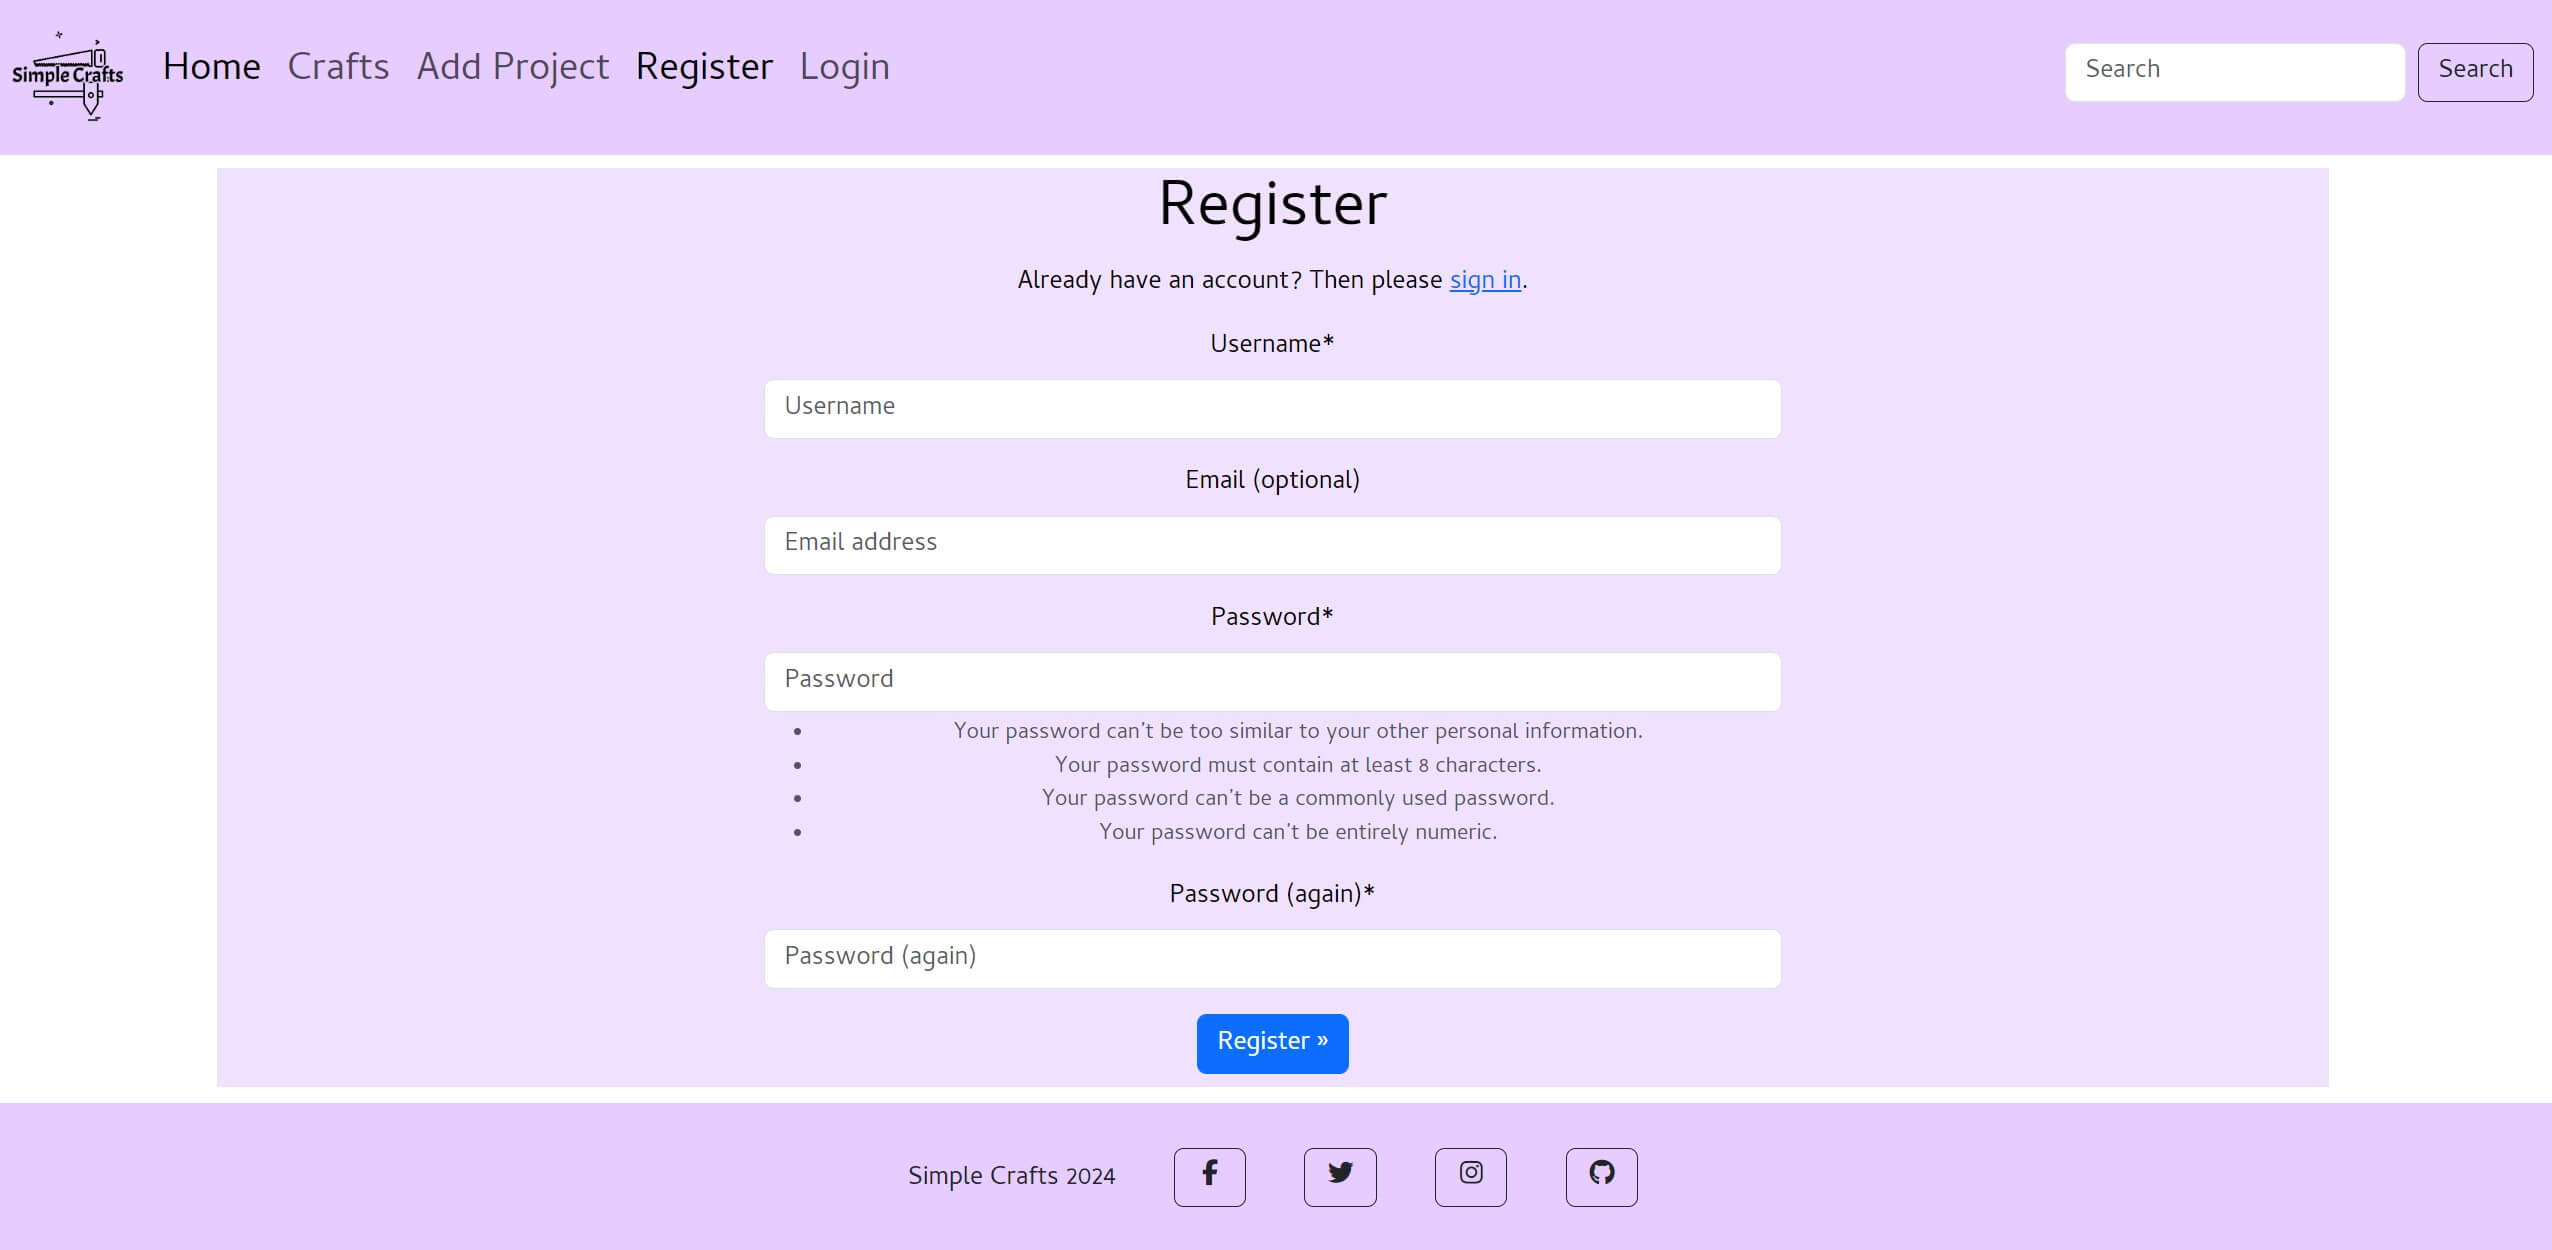 Simple Crafts
Home Crafts Add Project Register Login
Search Search
Register
Already have an account? Then please sign in.
Username*
Username
Email (optional)
Email address
Password*
Password
• Your password can't be too similar to your other personal information.
• Your password must contain at least 8 characters.
• Your password can't be a commonly used password.
• Your password can't be entirely numeric.
Password (again)*
Password (again)
Register »
Simple Crafts 2024